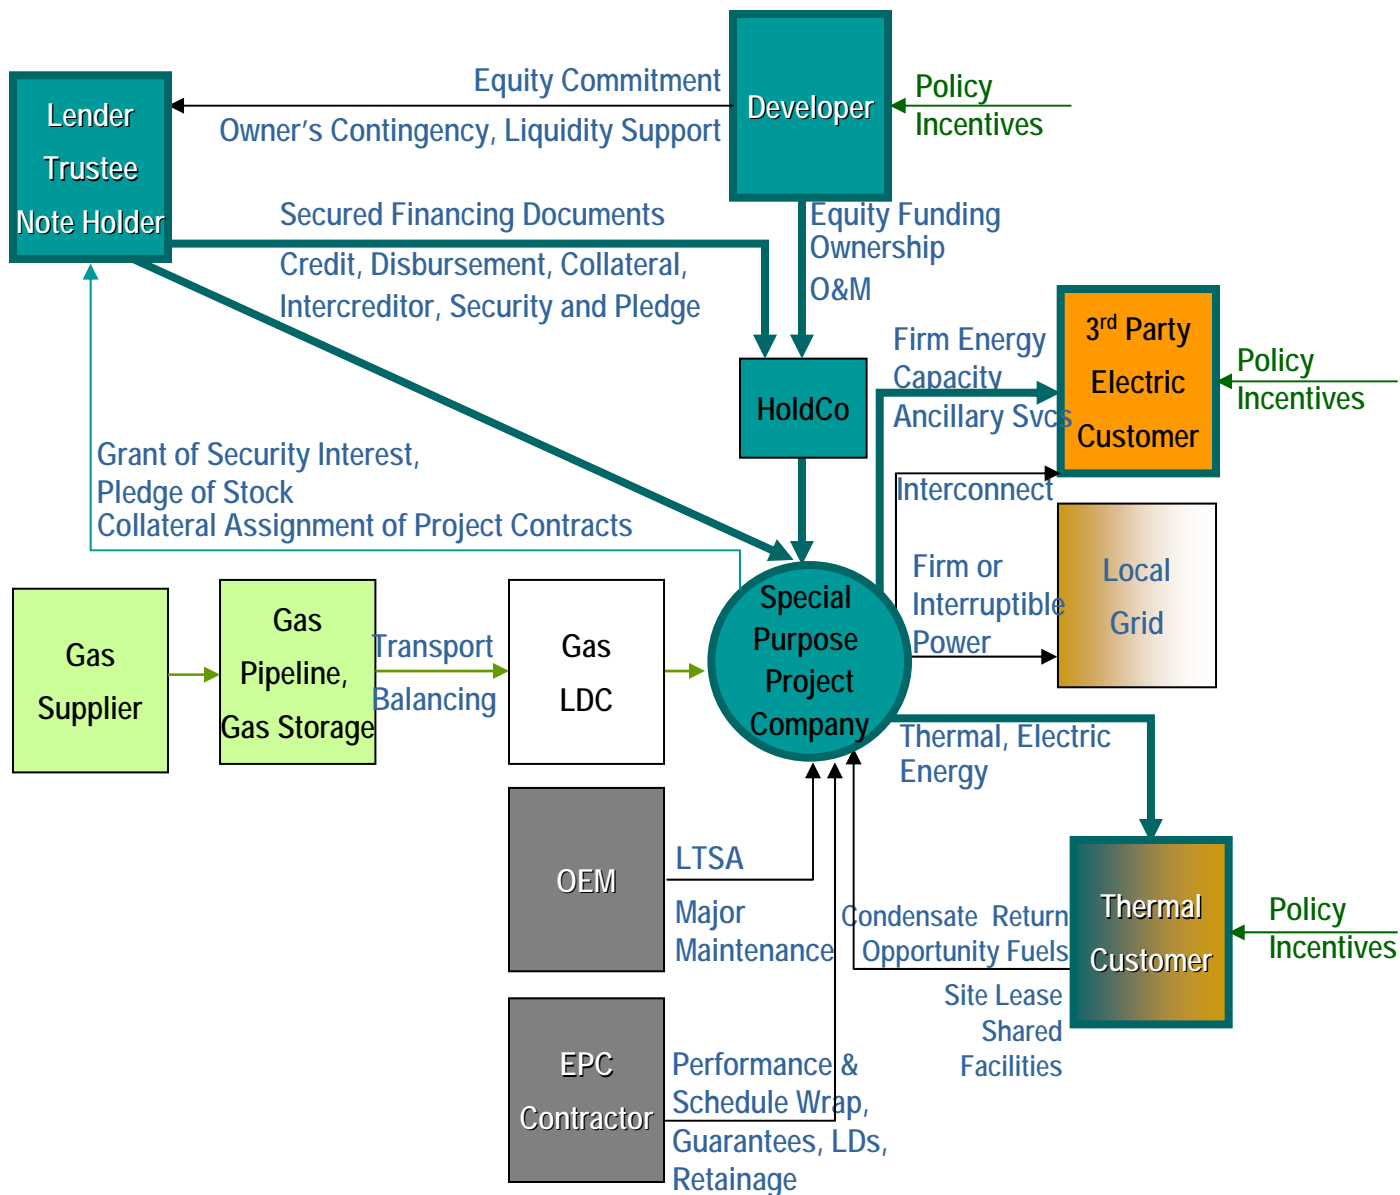 Lender
Trustee
Note Holder
Equity Commitment
Owner's Contingency, Liquidity Support
Developer
Policy
Incentives
Secured Financing Documents
Credit, Disbursement, Collateral,
Intercreditor, Security and Pledge
Equity Funding
Ownership
O&M
HoldCo
Firm Energy
Capacity
Ancillary Svcs
3rd Party
Electric
Customer
Policy
Incentives
Interconnect
Grant of Security Interest,
Pledge of Stock
Collateral Assignment of Project Contracts
Firm or
Interruptible
Power
Local
Grid
Gas
Supplier
Gas
Pipeline,
Gas Storage
Transport
Balancing
Gas
LDC
Special
Purpose
Project
Company
Thermal, Electric
Energy
OEM
LTSA
Major
Maintenance
Condensate Return
Opportunity Fuels
Site Lease
Shared
Facilities
Thermal
Customer
Policy
Incentives
EPC
Contractor
Performance &
Schedule Wrap,
Guarantees, LDs,
Retainage